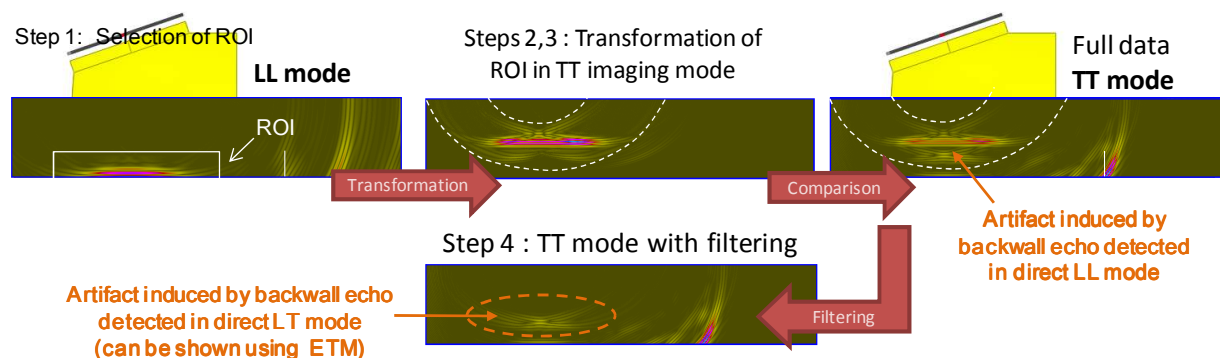 Step 1: Selection of ROI
LL mode
ROI
Transformation
Steps 2,3 : Transformation of
ROI in TT imaging mode
Comparison
Full data
TT mode
Artifact induced by
backwall echo detected
in direct LL mode
Step 4 : TT mode with filtering
Filtering
Artifact induced by backwall echo
detected in direct LT mode
(can be shown using ETM)